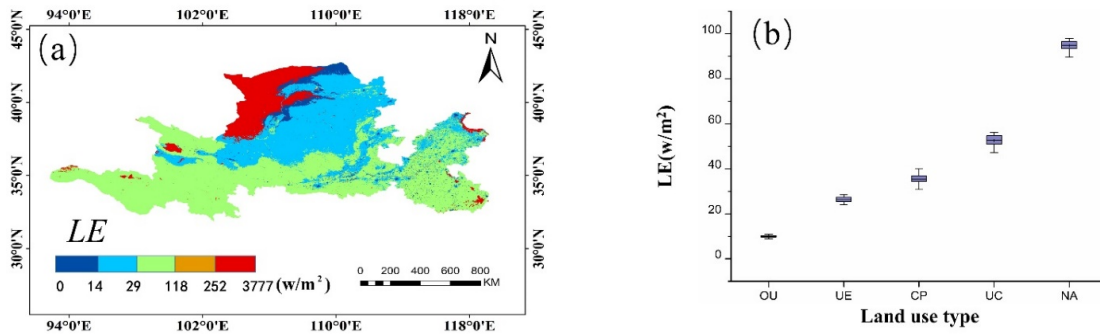 94°0'E 102°0'E 110°0'E 118°0'E
45°0'N 40°0'N 35°0'N 30°0'N
(a)
N
LE
0 14 29 118 252 3777 (w/m²)
0 200 400 600 800
KM
45°0'N 40°0'N 35°0'N 30°0'N
94°0'E 102°0'E 110°0'E 118°0'E
(b)
LE(w/m²)
100
80
60
40
20
0
OU UE CP UC NA
Land use type